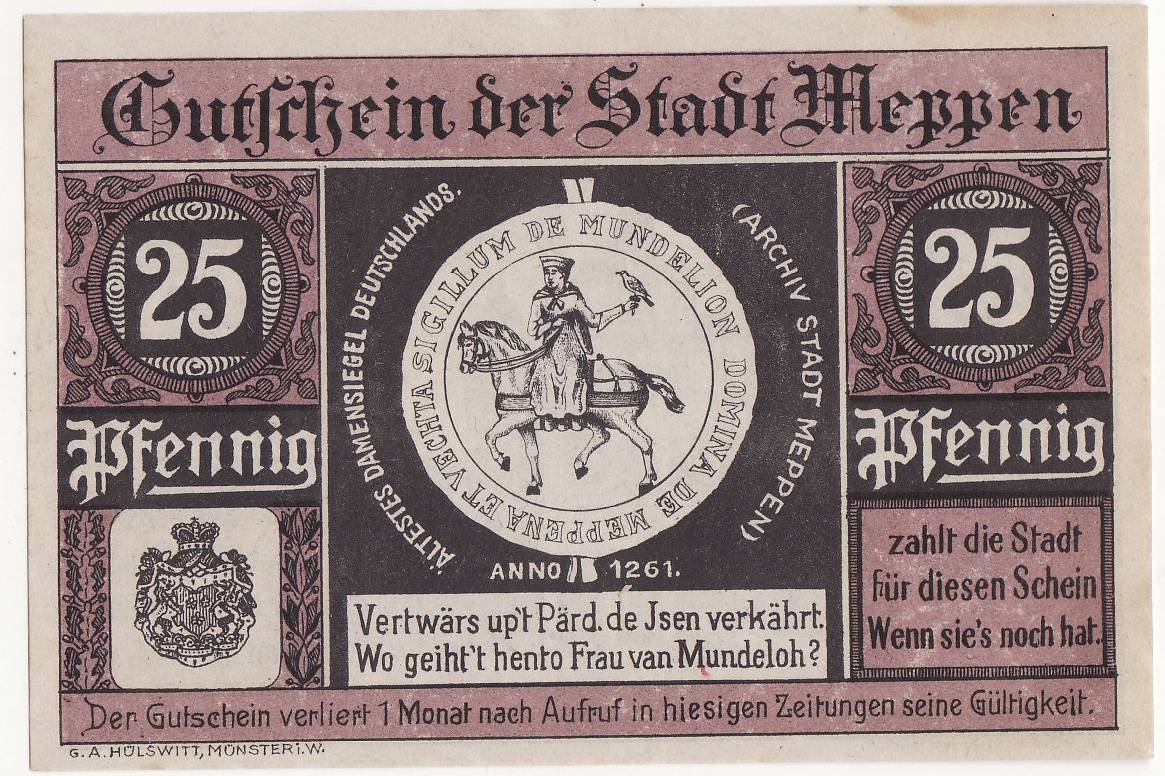 Gutschein der Stadt Meppen
25
Pfennig
ÄLTESTES DAMENSIEGEL DEUTSCHLANDS.
SIGILLUM DE MUNDELION DOMINA DE MEPPENA ET VECHTA
(ARCHIV STADT MEPPEN)
ANNO 1261.
Vertwärs up't Pärd. de Jsen verkährt.
Wo geiht't hento Frau van Mundeloh?
25
Pfennig
zahlt die Stadt
für diesen Schein
Wenn sie's noch hat.
Der Gutschein verliert 1 Monat nach Aufruf in hiesigen Zeitungen seine Gültigkeit.
G. A. HÜLSWITT, MÜNSTER i. W.